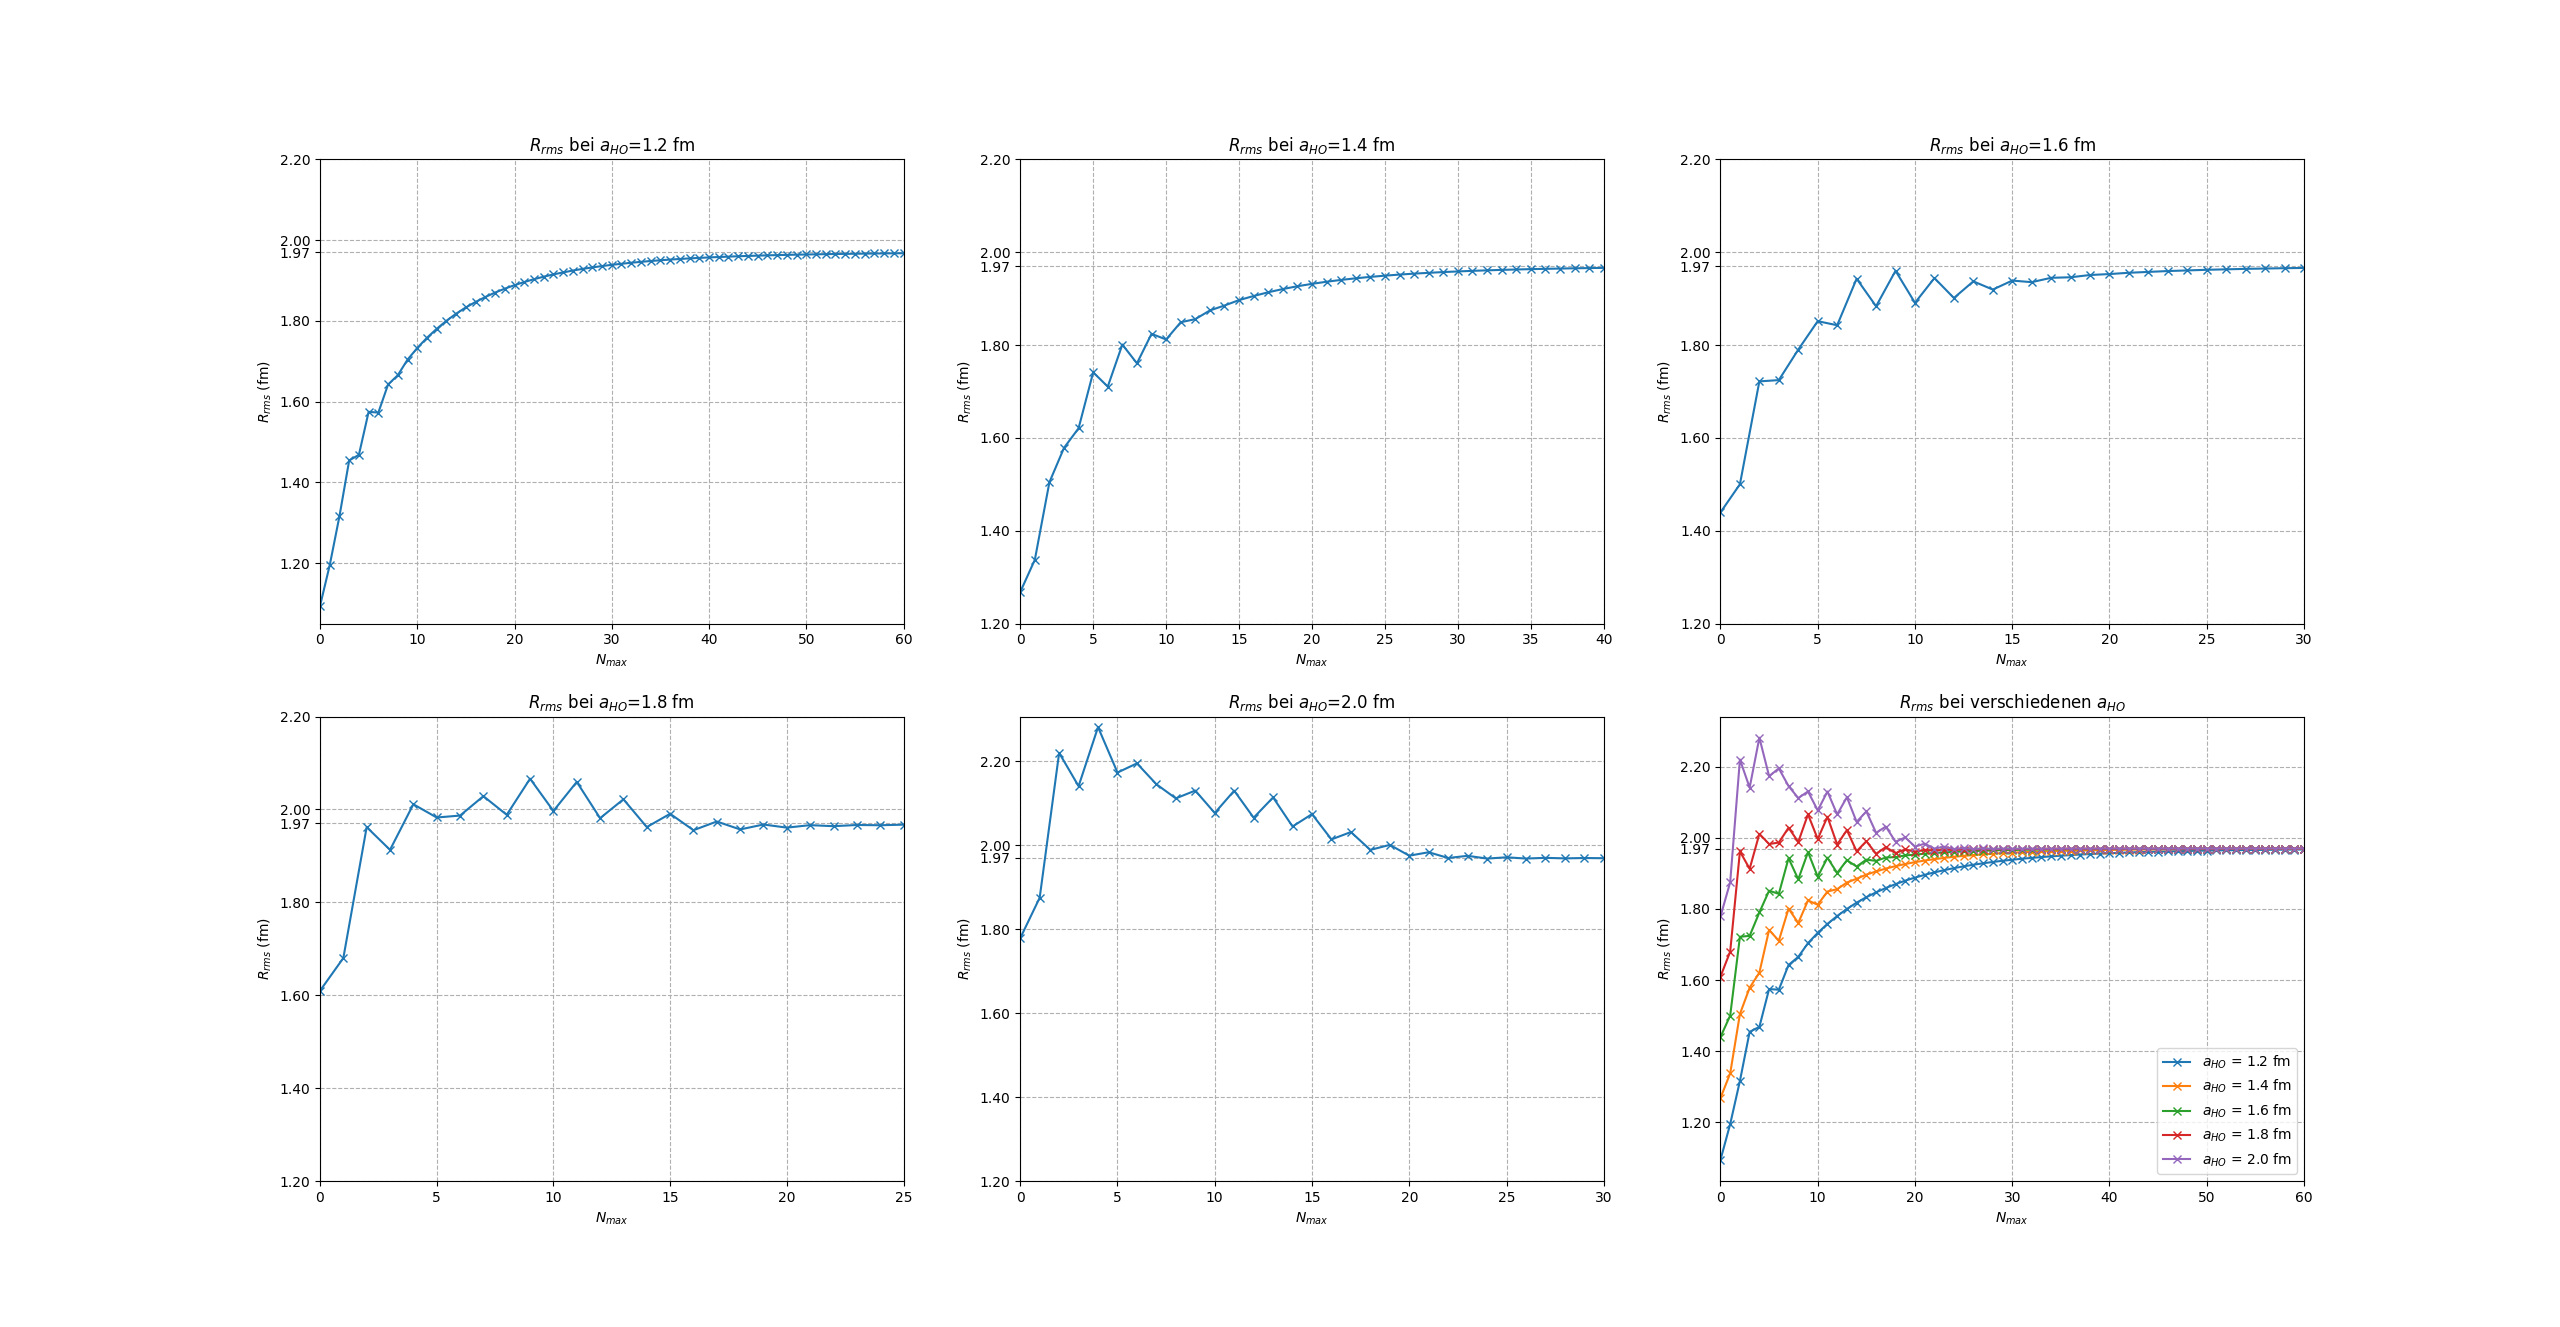 R_rms bei a_HO=1.2 fm
2.20
2.00
1.97
1.80
1.60
1.40
1.20
R_rms (fm)
0 10 20 30 40 50 60
N_max
R_rms bei a_HO=1.4 fm
2.20
2.00
1.97
1.80
1.60
1.40
1.20
R_rms (fm)
0 5 10 15 20 25 30 35 40
N_max
R_rms bei a_HO=1.6 fm
2.20
2.00
1.97
1.80
1.60
1.40
1.20
R_rms (fm)
0 5 10 15 20 25 30
N_max
R_rms bei a_HO=1.8 fm
2.20
2.00
1.97
1.80
1.60
1.40
1.20
R_rms (fm)
0 5 10 15 20 25
N_max
R_rms bei a_HO=2.0 fm
2.20
2.00
1.97
1.80
1.60
1.40
1.20
R_rms (fm)
0 5 10 15 20 25 30
N_max
R_rms bei verschiedenen a_HO
2.20
2.00
1.97
1.80
1.60
1.40
1.20
R_rms (fm)
a_HO = 1.2 fm
a_HO = 1.4 fm
a_HO = 1.6 fm
a_HO = 1.8 fm
a_HO = 2.0 fm
0 10 20 30 40 50 60
N_max